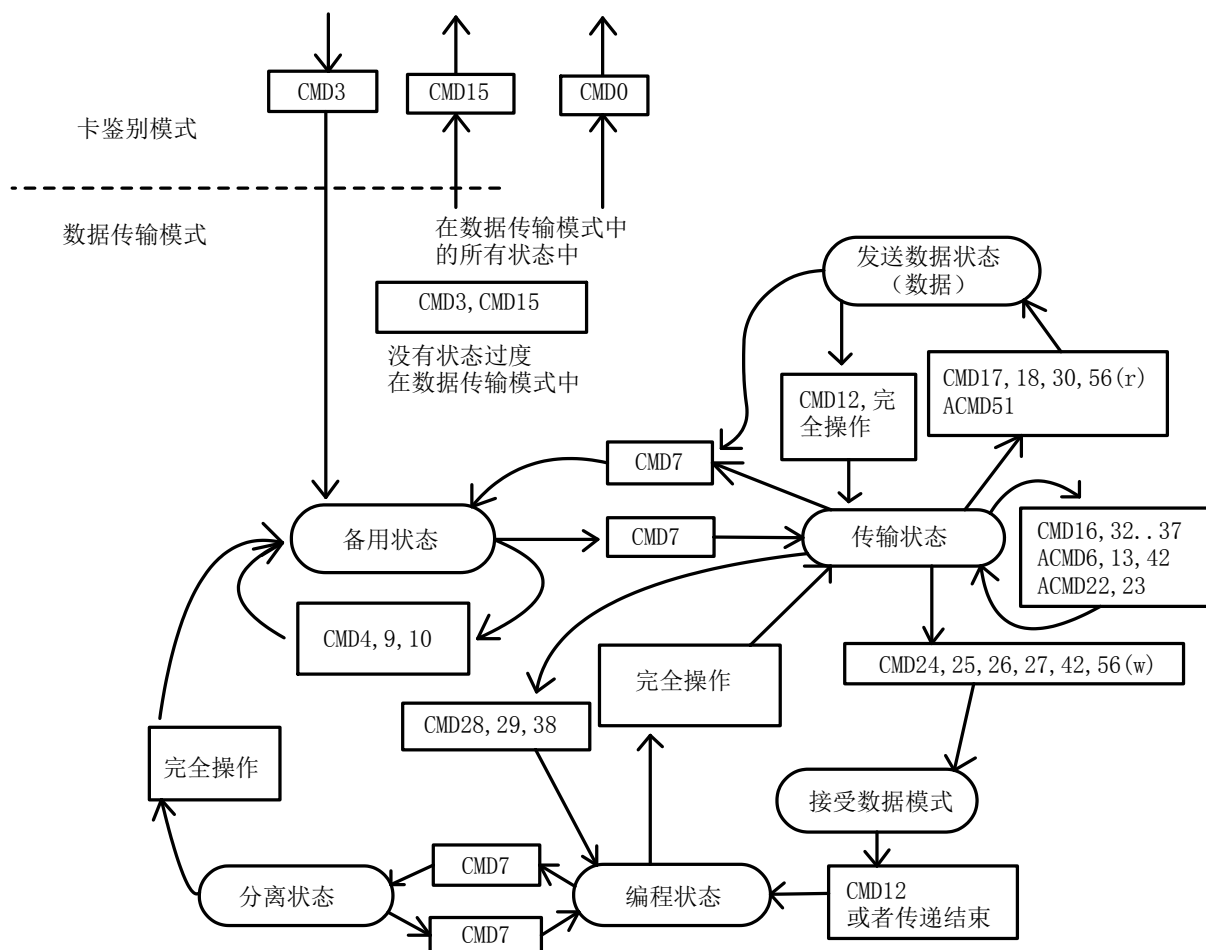 CMD3
CMD15
CMD0
卡鉴别模式
数据传输模式
在数据传输模式中
的所有状态中
CMD3,CMD15
没有状态过度
在数据传输模式中
发送数据状态
（数据）
CMD12,完
全操作
CMD17,18,30,56(r)
ACMD51
CMD7
备用状态
CMD7
传输状态
CMD16,32..37
ACMD6,13,42
ACMD22,23
CMD4,9,10
完全操作
CMD24,25,26,27,42,56(w)
CMD28,29,38
完全操作
接受数据模式
CMD7
分离状态
编程状态
CMD12
或者传递结束
CMD7